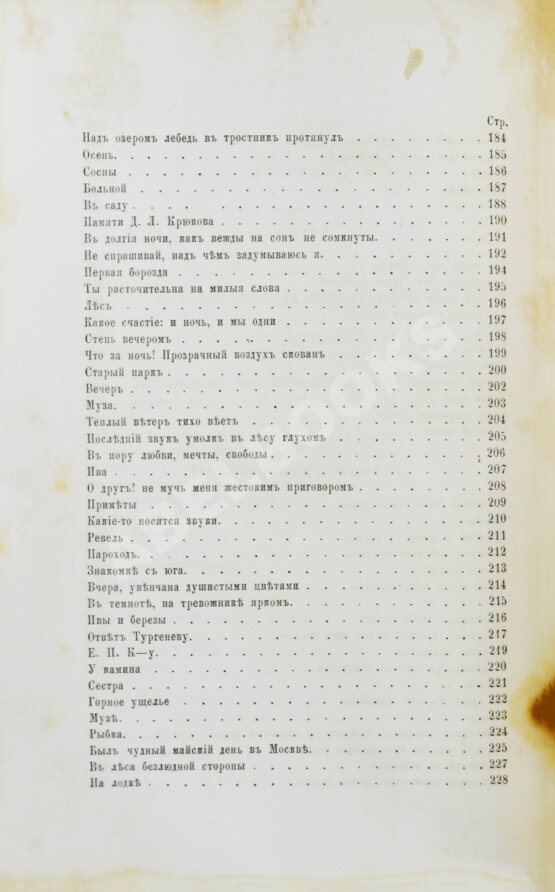 Стр.
Надъ озеромъ лебедь въ тростникъ протянулъ . . . . . . . 184
Осень. . . . . . . . . . . . . . . . . . 185
Сосны . . . . . . . . . . . . . . . . . . 186
Больной . . . . . . . . . . . . . . . . . 187
Въ саду . . . . . . . . . . . . . . . . . 188
Памяти Д. Л. Крюкова . . . . . . . . . . . . 190
Въ долгія ночи, какъ вежды на сонъ не сомкнуты. . . . . . 191
Не спрашивай, надъ чѣмъ задумываюсь я. . . . . . . . 192
Первая борозда . . . . . . . . . . . . . . 194
Ты расточительна на милыя слова . . . . . . . . . 195
Лѣсъ . . . . . . . . . . . . . . . . . . 196
Какое счастіе: и ночь, и мы одни . . . . . . . . . 197
Степь вечеромъ . . . . . . . . . . . . . . 198
Что за ночь! Прозрачный воздухъ скованъ . . . . . . . 199
Старый паркъ . . . . . . . . . . . . . . . 200
Вечеръ . . . . . . . . . . . . . . . . . 202
Муза. . . . . . . . . . . . . . . . . . 203
Теплый вѣтеръ тихо вѣетъ . . . . . . . . . . . 204
Послѣдній звукъ умолкъ въ лѣсу глухомъ . . . . . . . 205
Въ пору любви, мечты, свободы . . . . . . . . . . 206
Ива . . . . . . . . . . . . . . . . . . 207
О другъ! не мучь меня жестокимъ приговоромъ . . . . . . 208
Примѣты . . . . . . . . . . . . . . . . 209
Какіе-то носятся звуки. . . . . . . . . . . . 210
Ревель . . . . . . . . . . . . . . . . . 211
Пароходъ. . . . . . . . . . . . . . . . . 212
Знакомкѣ съ юга. . . . . . . . . . . . . . 213
Вчера, увѣнчана душистыми цвѣтами . . . . . . . . 214
Въ темнотѣ, на тревожникѣ яркомъ. . . . . . . . . 215
Ивы и березы . . . . . . . . . . . . . . . 216
Отвѣтъ Тургеневу. . . . . . . . . . . . . . 217
Е. П. К—у. . . . . . . . . . . . . . . . 219
У камина . . . . . . . . . . . . . . . . 220
Сестра . . . . . . . . . . . . . . . . . 221
Горное ущелье . . . . . . . . . . . . . . 222
Музѣ. . . . . . . . . . . . . . . . . . 223
Рыбка. . . . . . . . . . . . . . . . . . 224
Былъ чудный майскій день въ Москвѣ. . . . . . . . . 225
Въ лѣса безлюдной стороны . . . . . . . . . . . 227
На лодкѣ . . . . . . . . . . . . . . . . 228